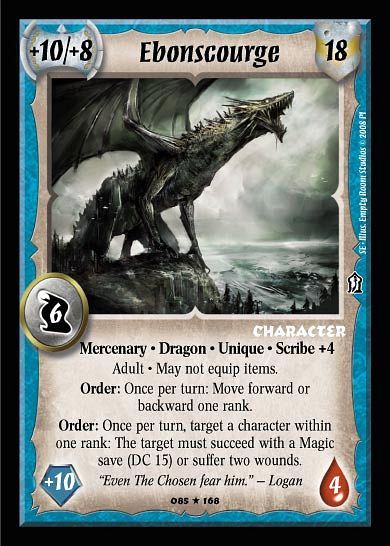 +10/+8
Ebonscourge
18
SE • Illus. Empty Room Studios © 2008 PI
6
CHARACTER
Mercenary • Dragon • Unique • Scribe +4
Adult • May not equip items.
Order: Once per turn: Move forward or
backward one rank.
Order: Once per turn, target a character within
one rank: The target must succeed with a Magic
save (DC 15) or suffer two wounds.
“Even The Chosen fear him.” – Logan
+10
4
085 ★ 168